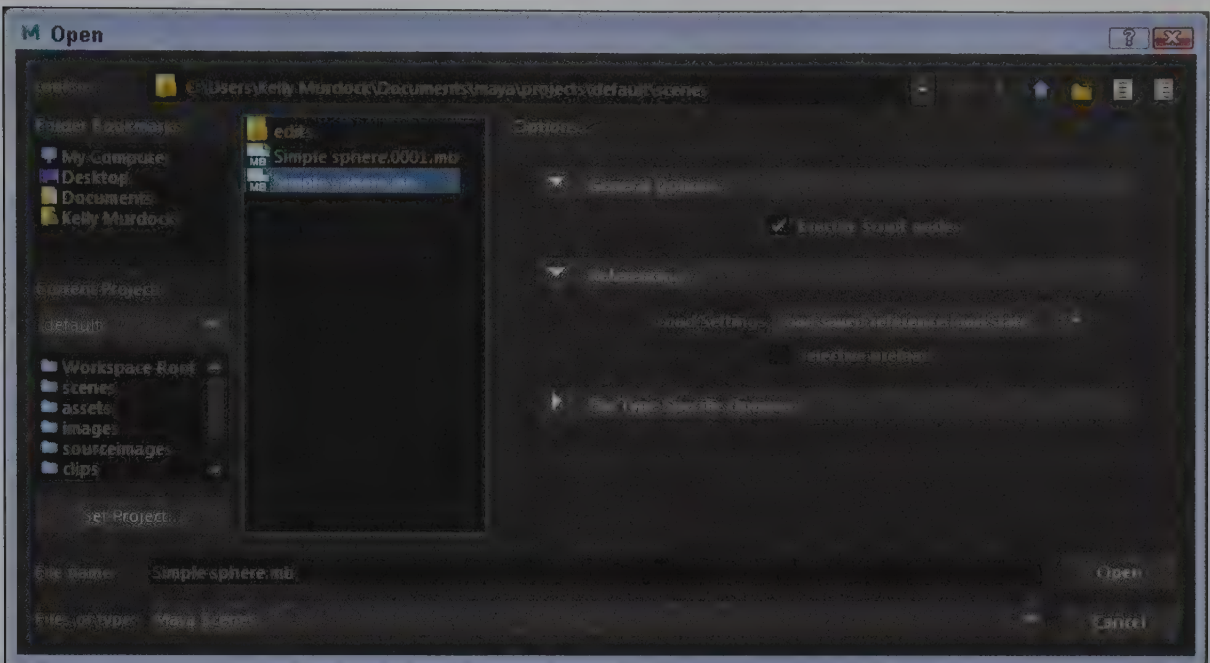 M Open
Look in: C:\Users\Kelly Murdock\Documents\maya\projects\default\scenes
Folder Bookmarks
My Computer
Desktop
Documents
Kelly Murdock
edits
Simple sphere.0001.mb
Options
General Options
Execute script nodes
Current Project:
default
Workspace Root
scenes
assets
images
sourceimages
clips
Set Project...
Selective preload
File Type Specific Options
File name: Simple sphere.mb
Open
Files of type: Maya Scenes
Cancel